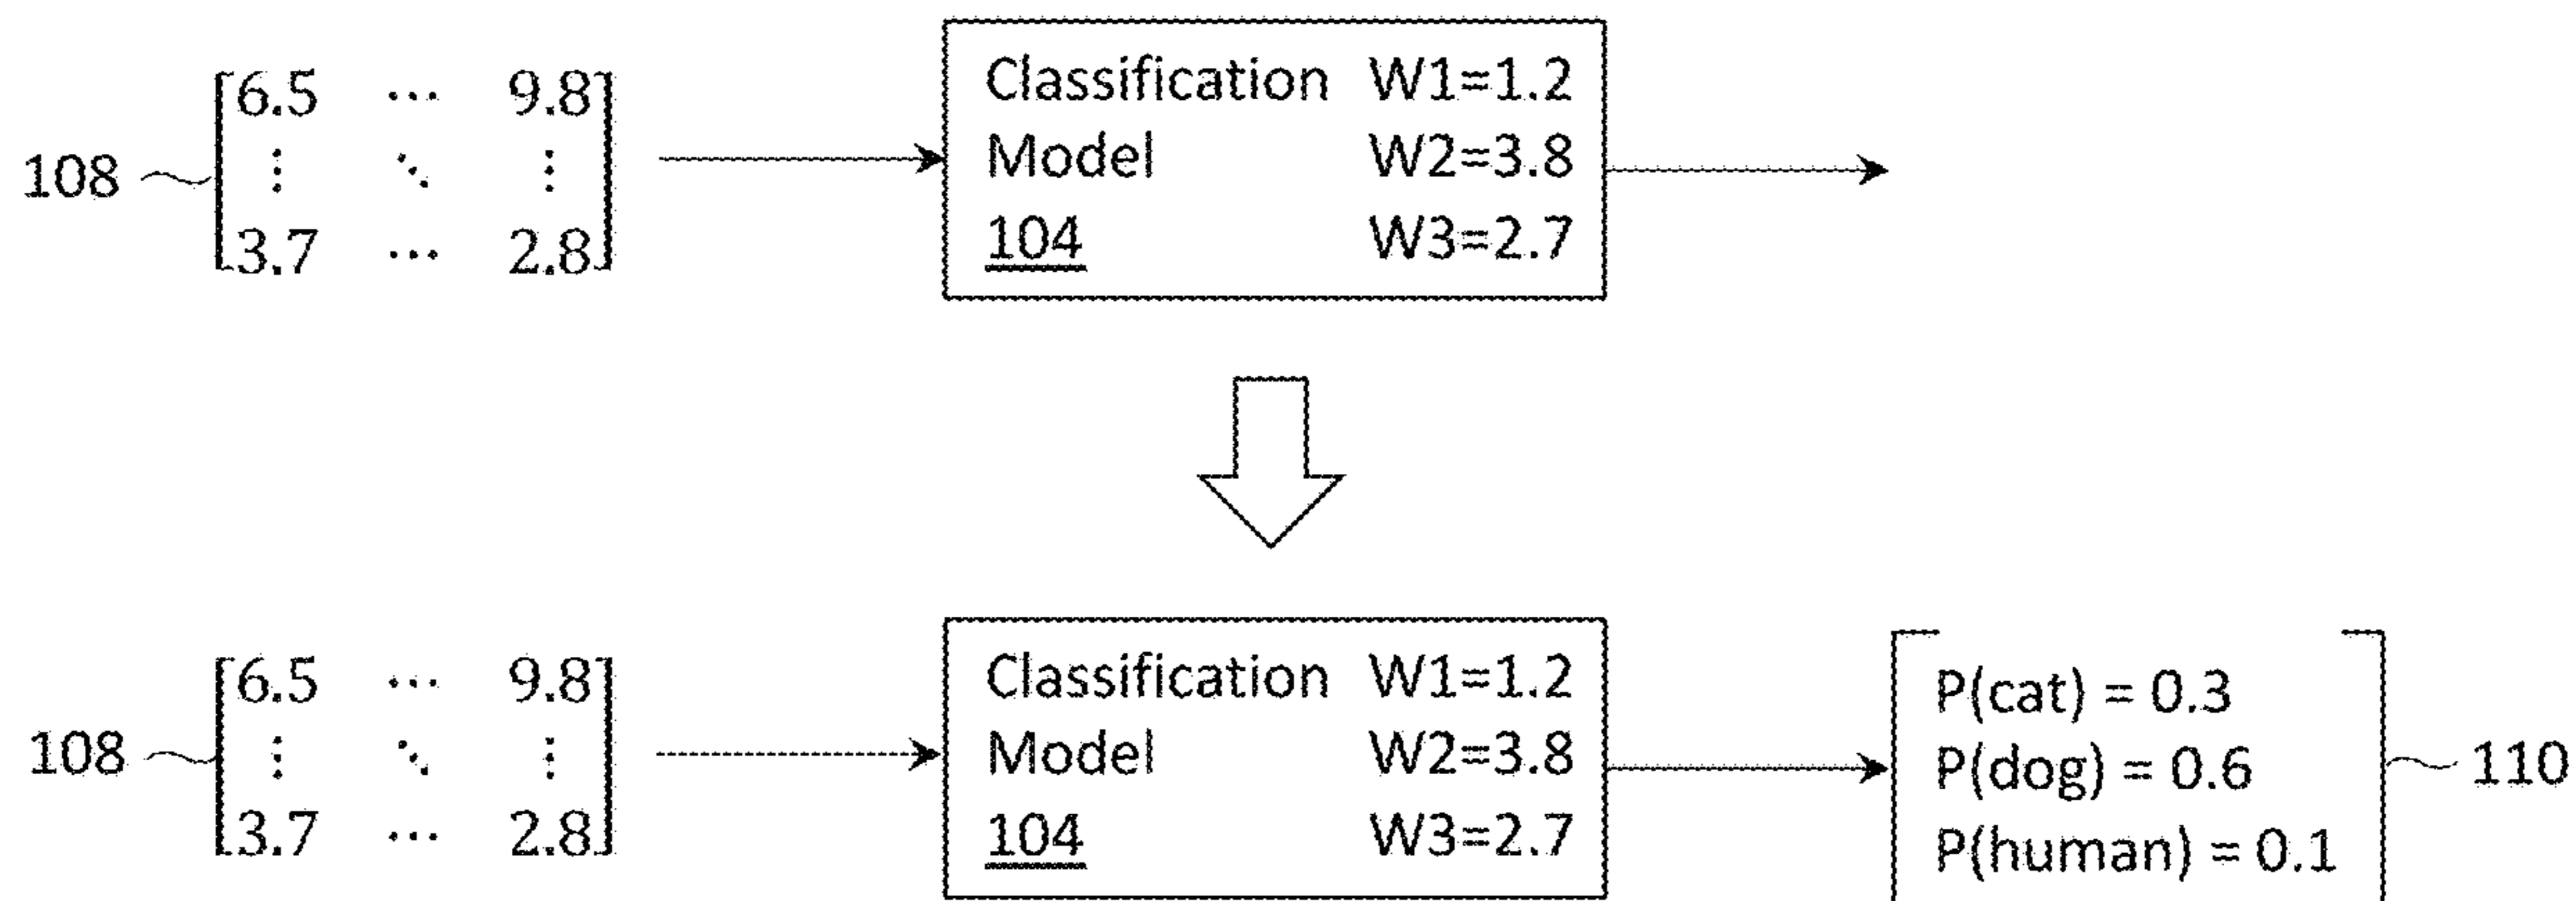 108
[6.5 ⋯ 9.8]
⋮ ⋱ ⋮
[3.7 ⋯ 2.8]
Classification W1=1.2
Model W2=3.8
104 W3=2.7
108
[6.5 ⋯ 9.8]
⋮ ⋱ ⋮
[3.7 ⋯ 2.8]
Classification W1=1.2
Model W2=3.8
104 W3=2.7
P(cat) = 0.3
P(dog) = 0.6
P(human) = 0.1
110